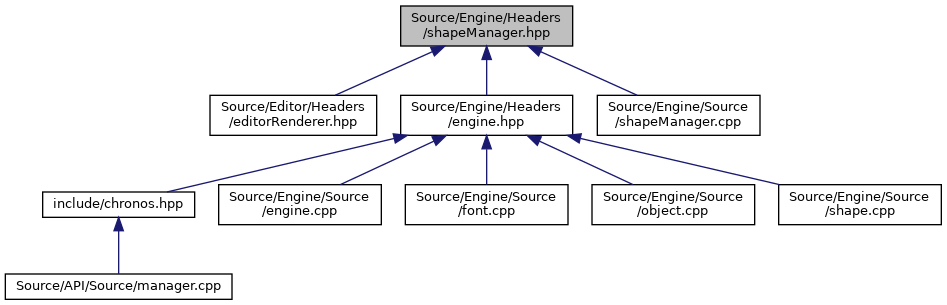 Source/Engine/Headers
/shapeManager.hpp
Source/Editor/Headers
/editorRenderer.hpp
Source/Engine/Headers
/engine.hpp
Source/Engine/Source
/shapeManager.cpp
include/chronos.hpp
Source/Engine/Source
/engine.cpp
Source/Engine/Source
/font.cpp
Source/Engine/Source
/object.cpp
Source/Engine/Source
/shape.cpp
Source/API/Source/manager.cpp